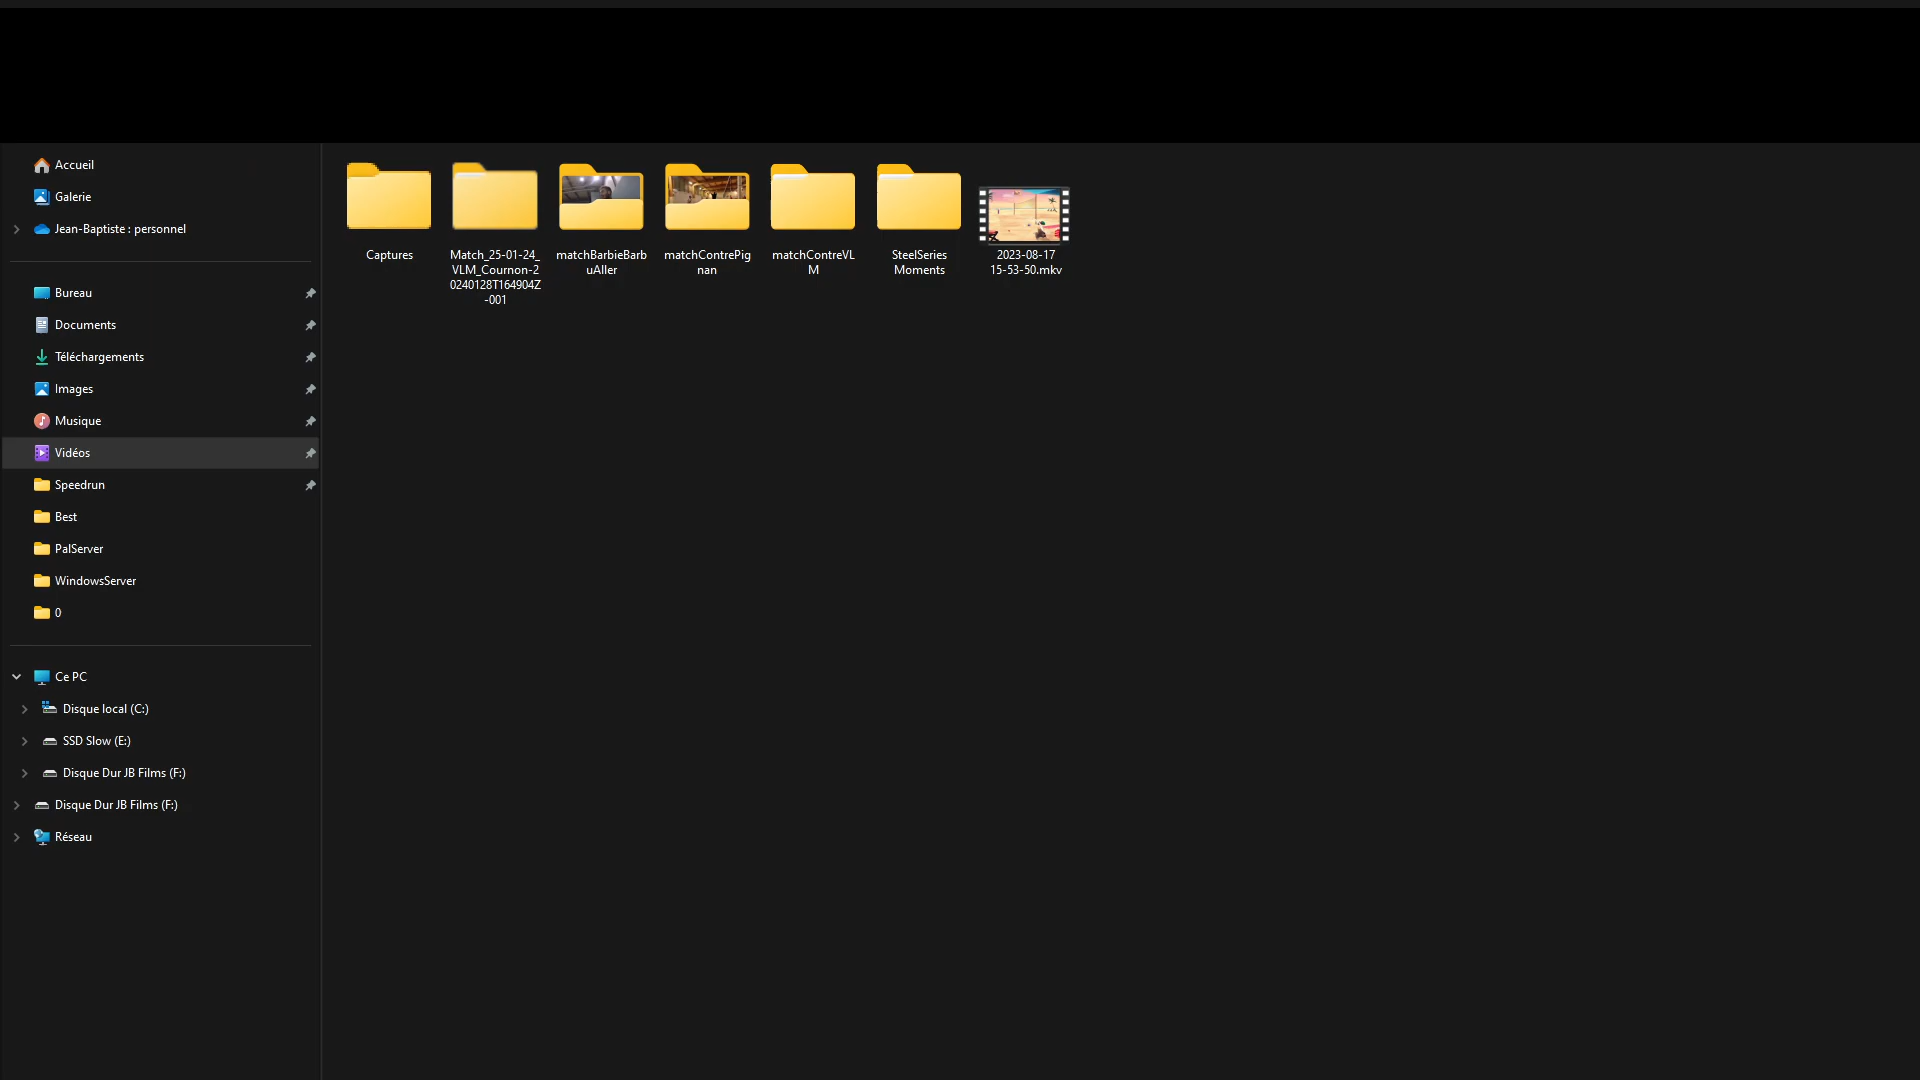 Accueil
Galerie
Jean-Baptiste : personnel
Bureau
Documents
Téléchargements
Images
Musique
Vidéos
Speedrun
Best
PalServer
WindowsServer
0
Ce PC
Disque local (C:)
SSD Slow (E:)
Disque Dur JB Films (F:)
Disque Dur JB Films (F:)
Réseau
Captures
Match_25-01-24_
VLM_Cournon-2
0240128T164904Z
-001
matchBarbieBarb
uAller
matchContrePig
nan
matchContreVL
M
SteelSeries
Moments
2023-08-17
15-53-50.mkv